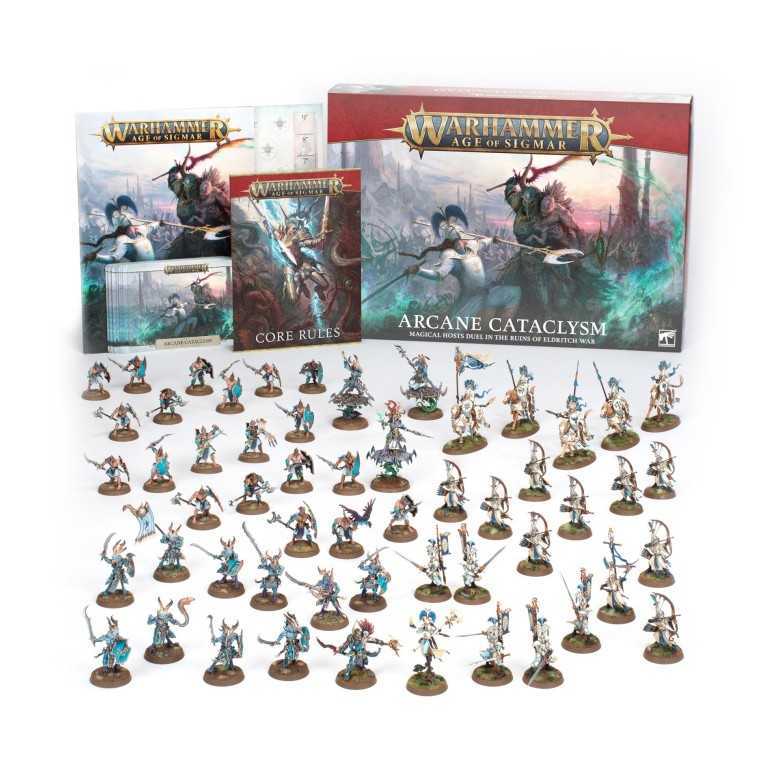 WARHAMMER
AGE OF SIGMAR
WARHAMMER
AGE OF SIGMAR
ARCANE CATACLYSM
MAGICAL HOSTS DUEL IN THE RUINS OF ELDRITCH WAR
WARHAMMER
AGE OF SIGMAR
CORE RULES
WARHAMMER
ARCANE CATACLYSM